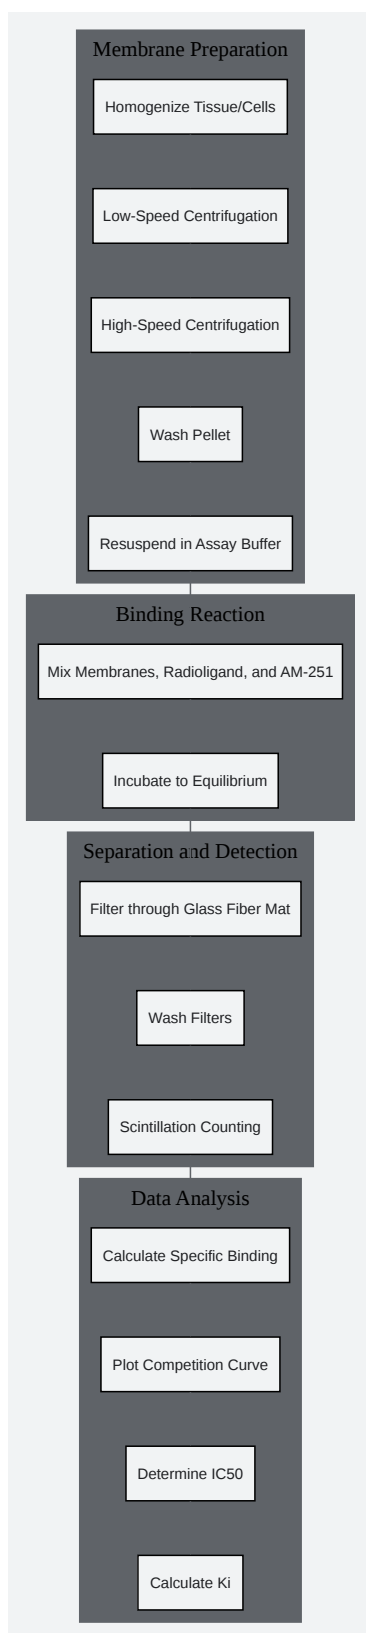 Membrane Preparation
Homogenize Tissue/Cells
Low-Speed Centrifugation
High-Speed Centrifugation
Wash Pellet
Resuspend in Assay Buffer
Binding Reaction
Mix Membranes, Radioligand, and AM-251
Incubate to Equilibrium
Separation and Detection
Filter through Glass Fiber Mat
Wash Filters
Scintillation Counting
Data Analysis
Calculate Specific Binding
Plot Competition Curve
Determine IC50
Calculate Ki